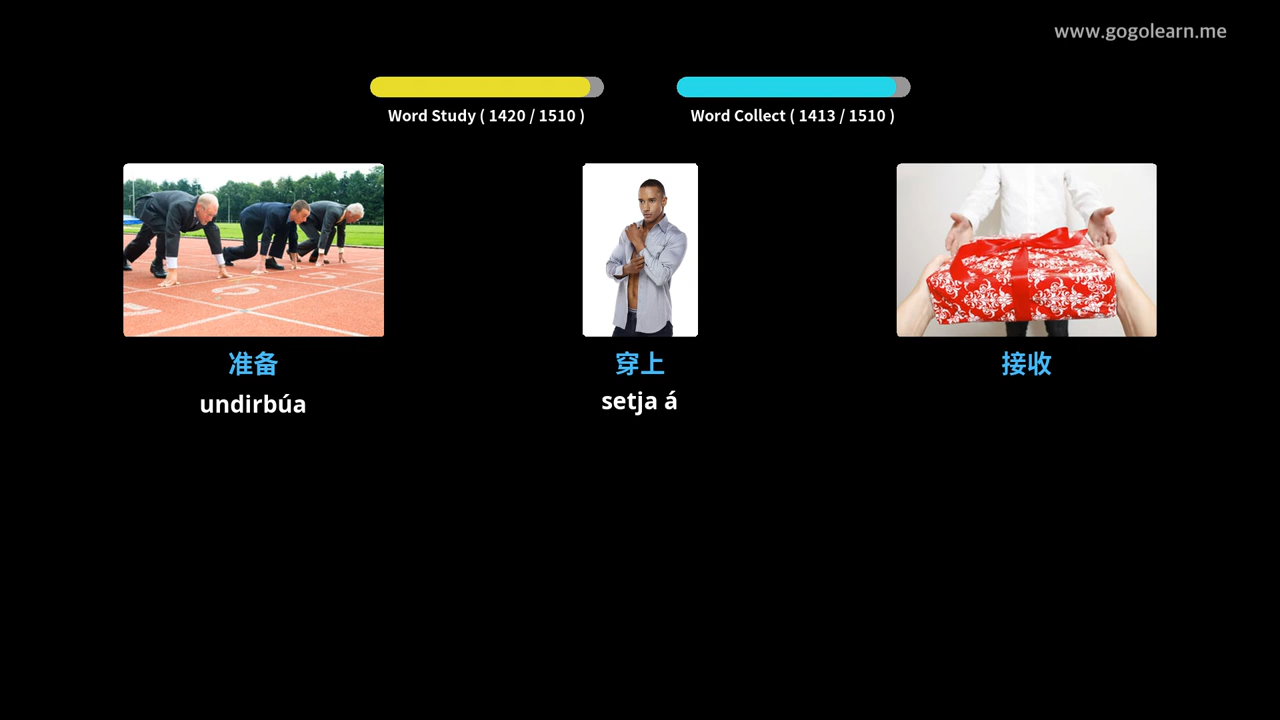 www.gogolearn.me
Word Study ( 1420 / 1510 )
Word Collect ( 1413 / 1510 )
准备
穿上
接收
undirbúa
setja á